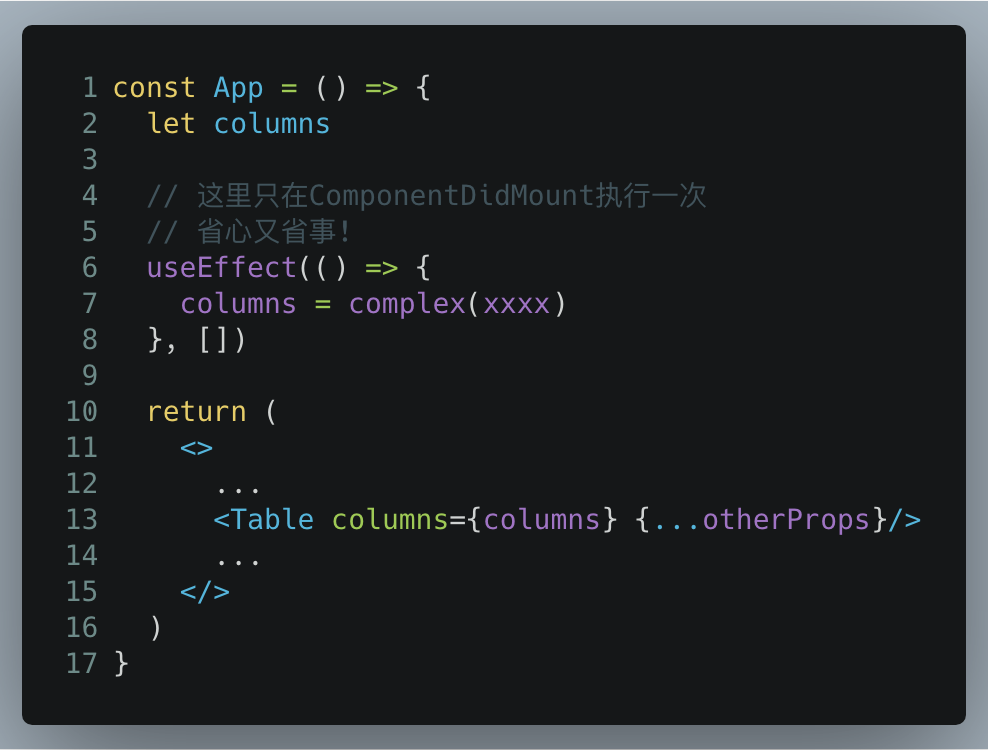 1 const App = () => {
2   let columns
3
4   // 这里只在ComponentDidMount执行一次
5   // 省心又省事！
6   useEffect(() => {
7     columns = complex(xxxx)
8   }, [])
9
10   return (
11     <>
12       ...
13       <Table columns={columns} {...otherProps}/>
14       ...
15     </>
16   )
17 }